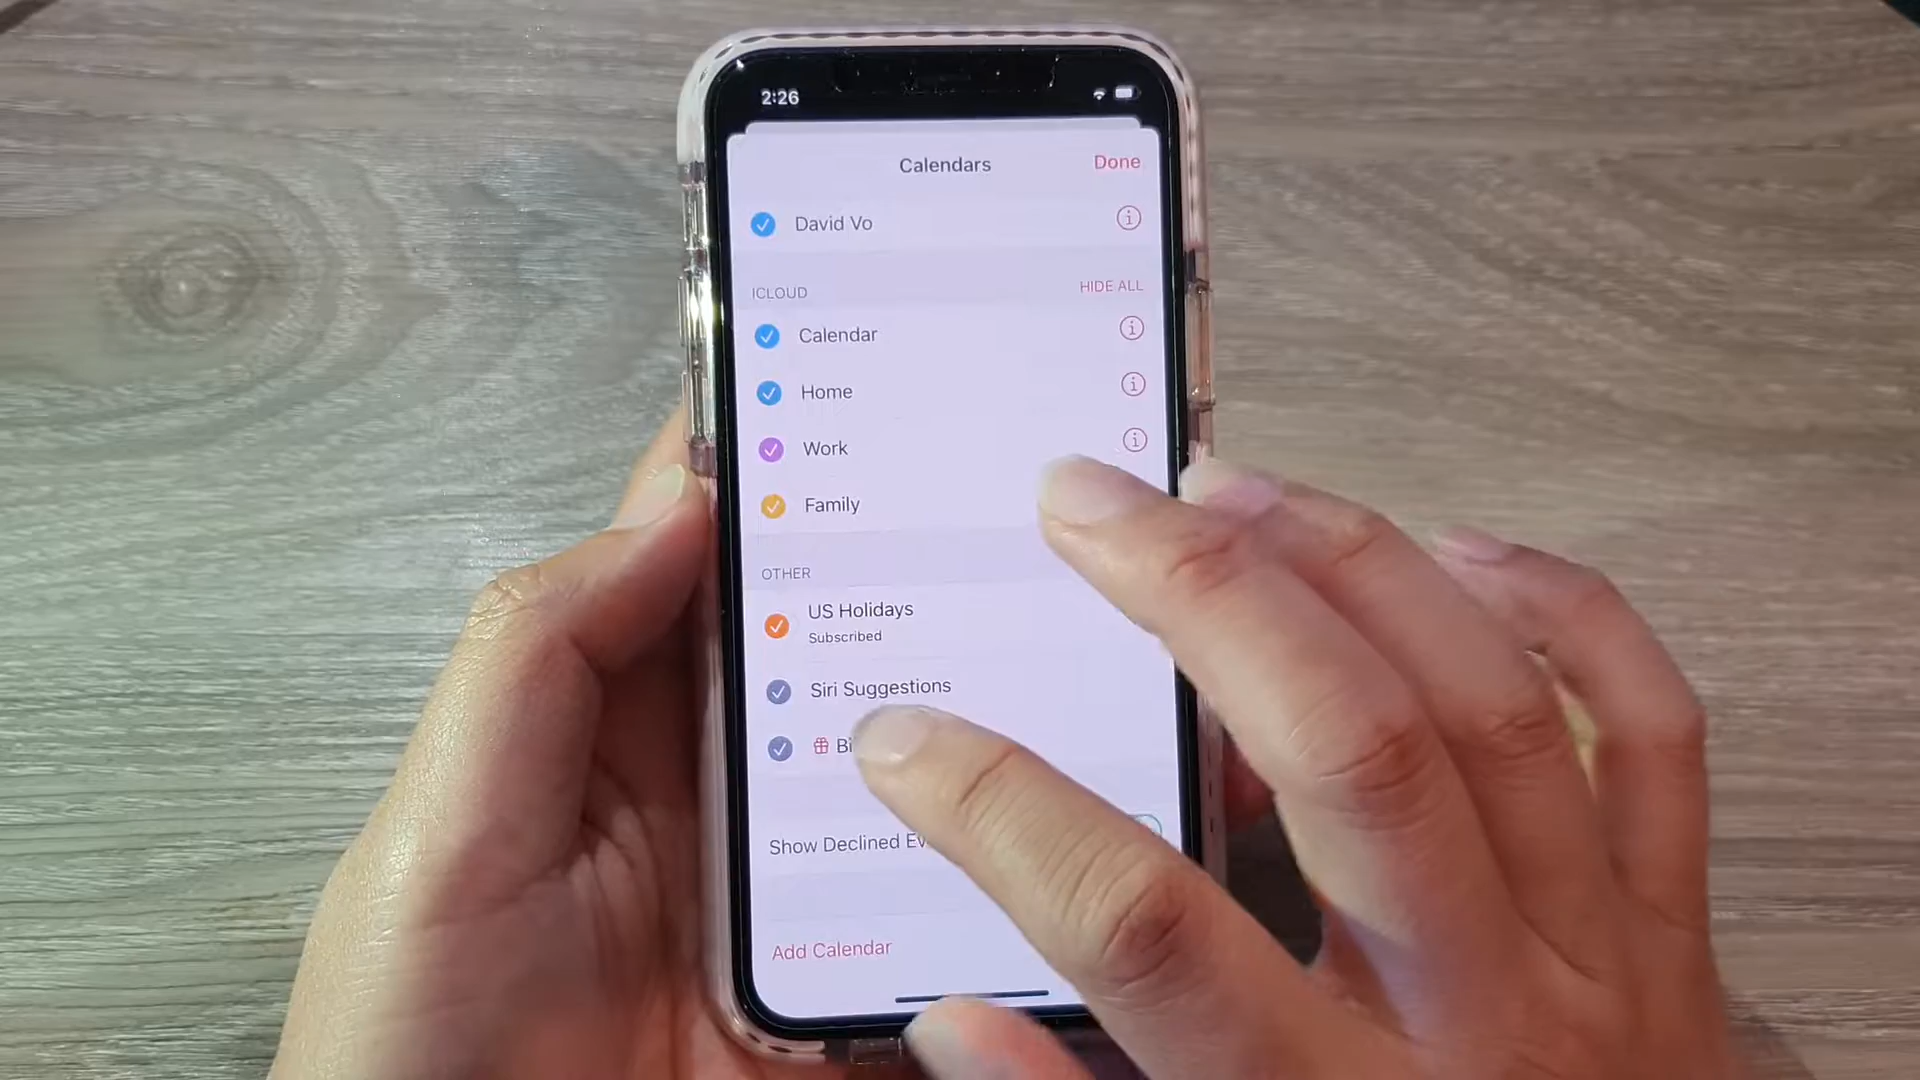 2:26
Calendars
Done
David Vo
ICLOUD
HIDE ALL
Calendar
Home
Work
Family
OTHER
US Holidays
Subscribed
Siri Suggestions
Show Declined
Add Calendar